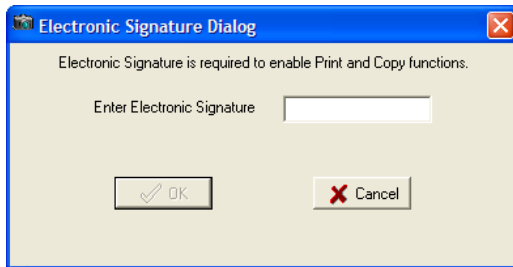 Electronic Signature Dialog
Electronic Signature is required to enable Print and Copy functions.
Enter Electronic Signature
OK
Cancel